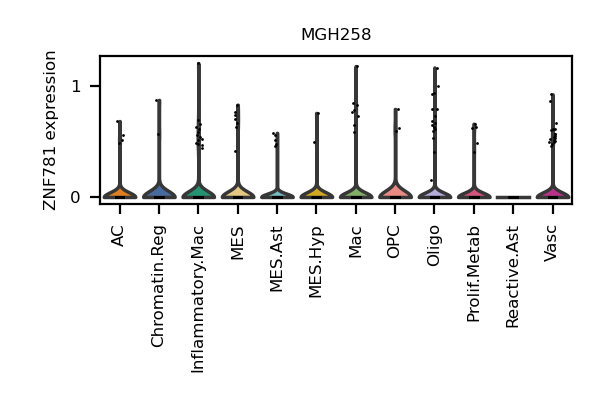 MGH258
ZNF781 expression
1
0
AC
Chromatin.Reg
Inflammatory.Mac
MES
MES.Ast
MES.Hyp
Mac
OPC
Oligo
Prolif.Metab
Reactive.Ast
Vasc